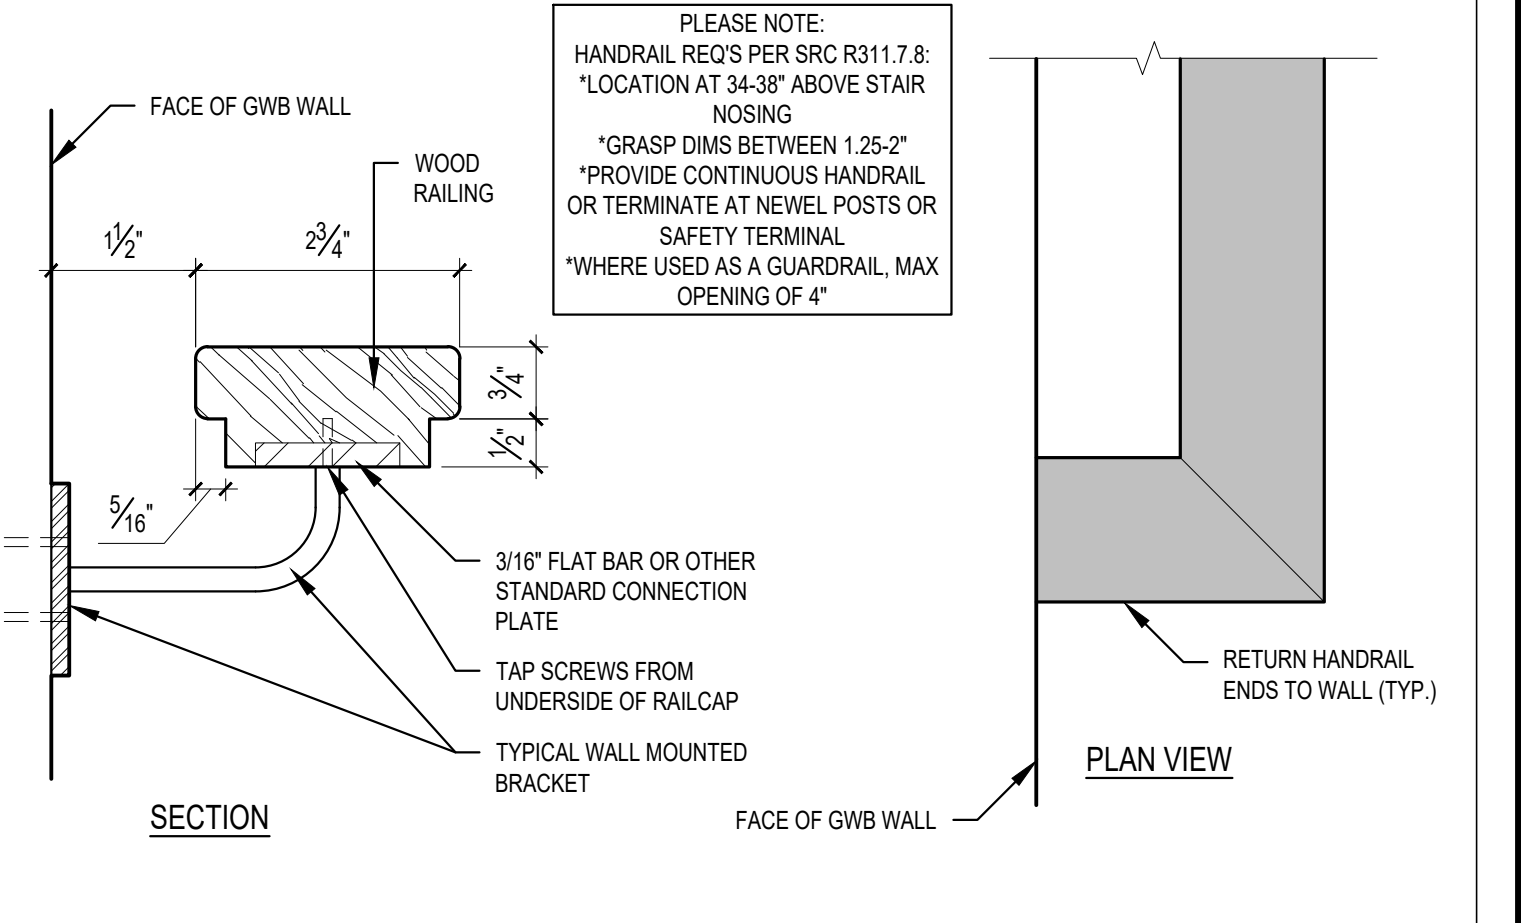 PLEASE NOTE:
HANDRAIL REQ'S PER SRC R311.7.8:
*LOCATION AT 34-38" ABOVE STAIR
NOSING
*GRASP DIMS BETWEEN 1.25-2"
*PROVIDE CONTINUOUS HANDRAIL
OR TERMINATE AT NEWEL POSTS OR
SAFETY TERMINAL
*WHERE USED AS A GUARDRAIL, MAX
OPENING OF 4"
FACE OF GWB WALL
WOOD
RAILING
1 1/2"
2 3/4"
3/4"
1/2"
5/16"
3/16" FLAT BAR OR OTHER
STANDARD CONNECTION
PLATE
TAP SCREWS FROM
UNDERSIDE OF RAILCAP
TYPICAL WALL MOUNTED
BRACKET
SECTION
RETURN HANDRAIL
ENDS TO WALL (TYP.)
PLAN VIEW
FACE OF GWB WALL